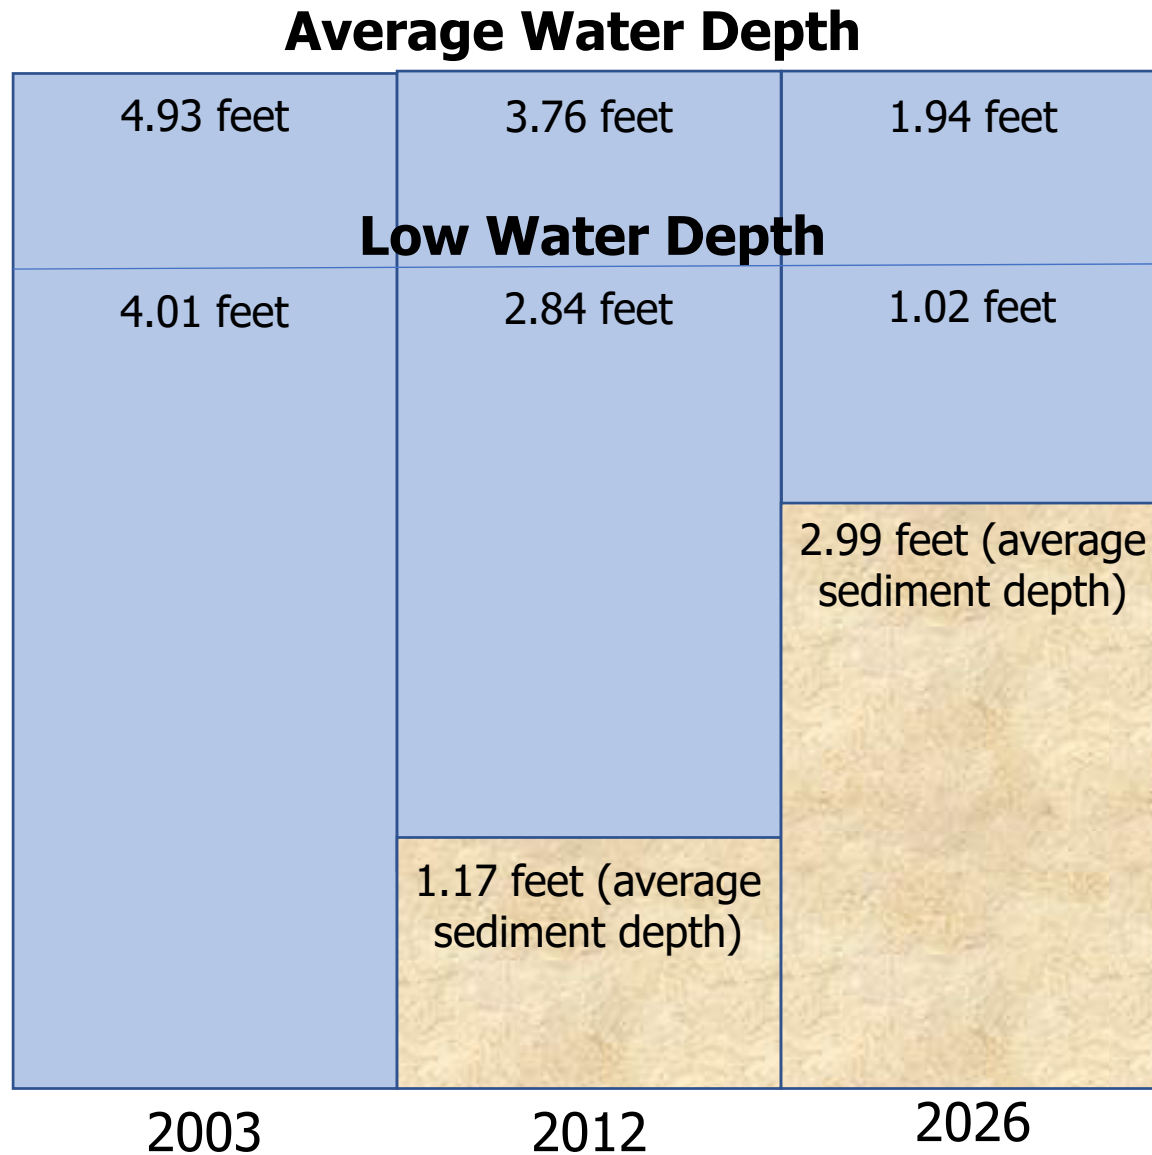 Average Water Depth
4.93 feet
3.76 feet
1.94 feet
Low Water Depth
4.01 feet
2.84 feet
1.02 feet
2.99 feet (average
sediment depth)
1.17 feet (average
sediment depth)
2003
2012
2026